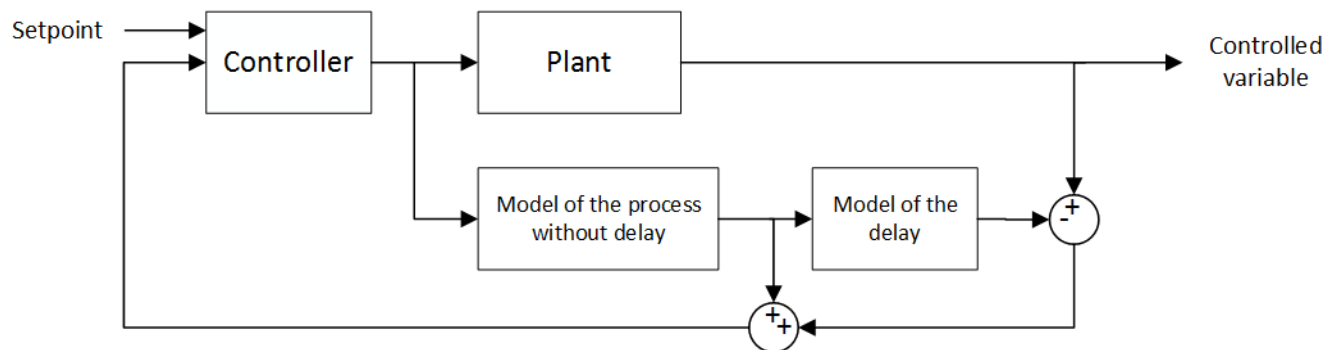 Setpoint
Controller
Plant
Controlled
variable
Model of the process
without delay
Model of the
delay
+
-
+
+